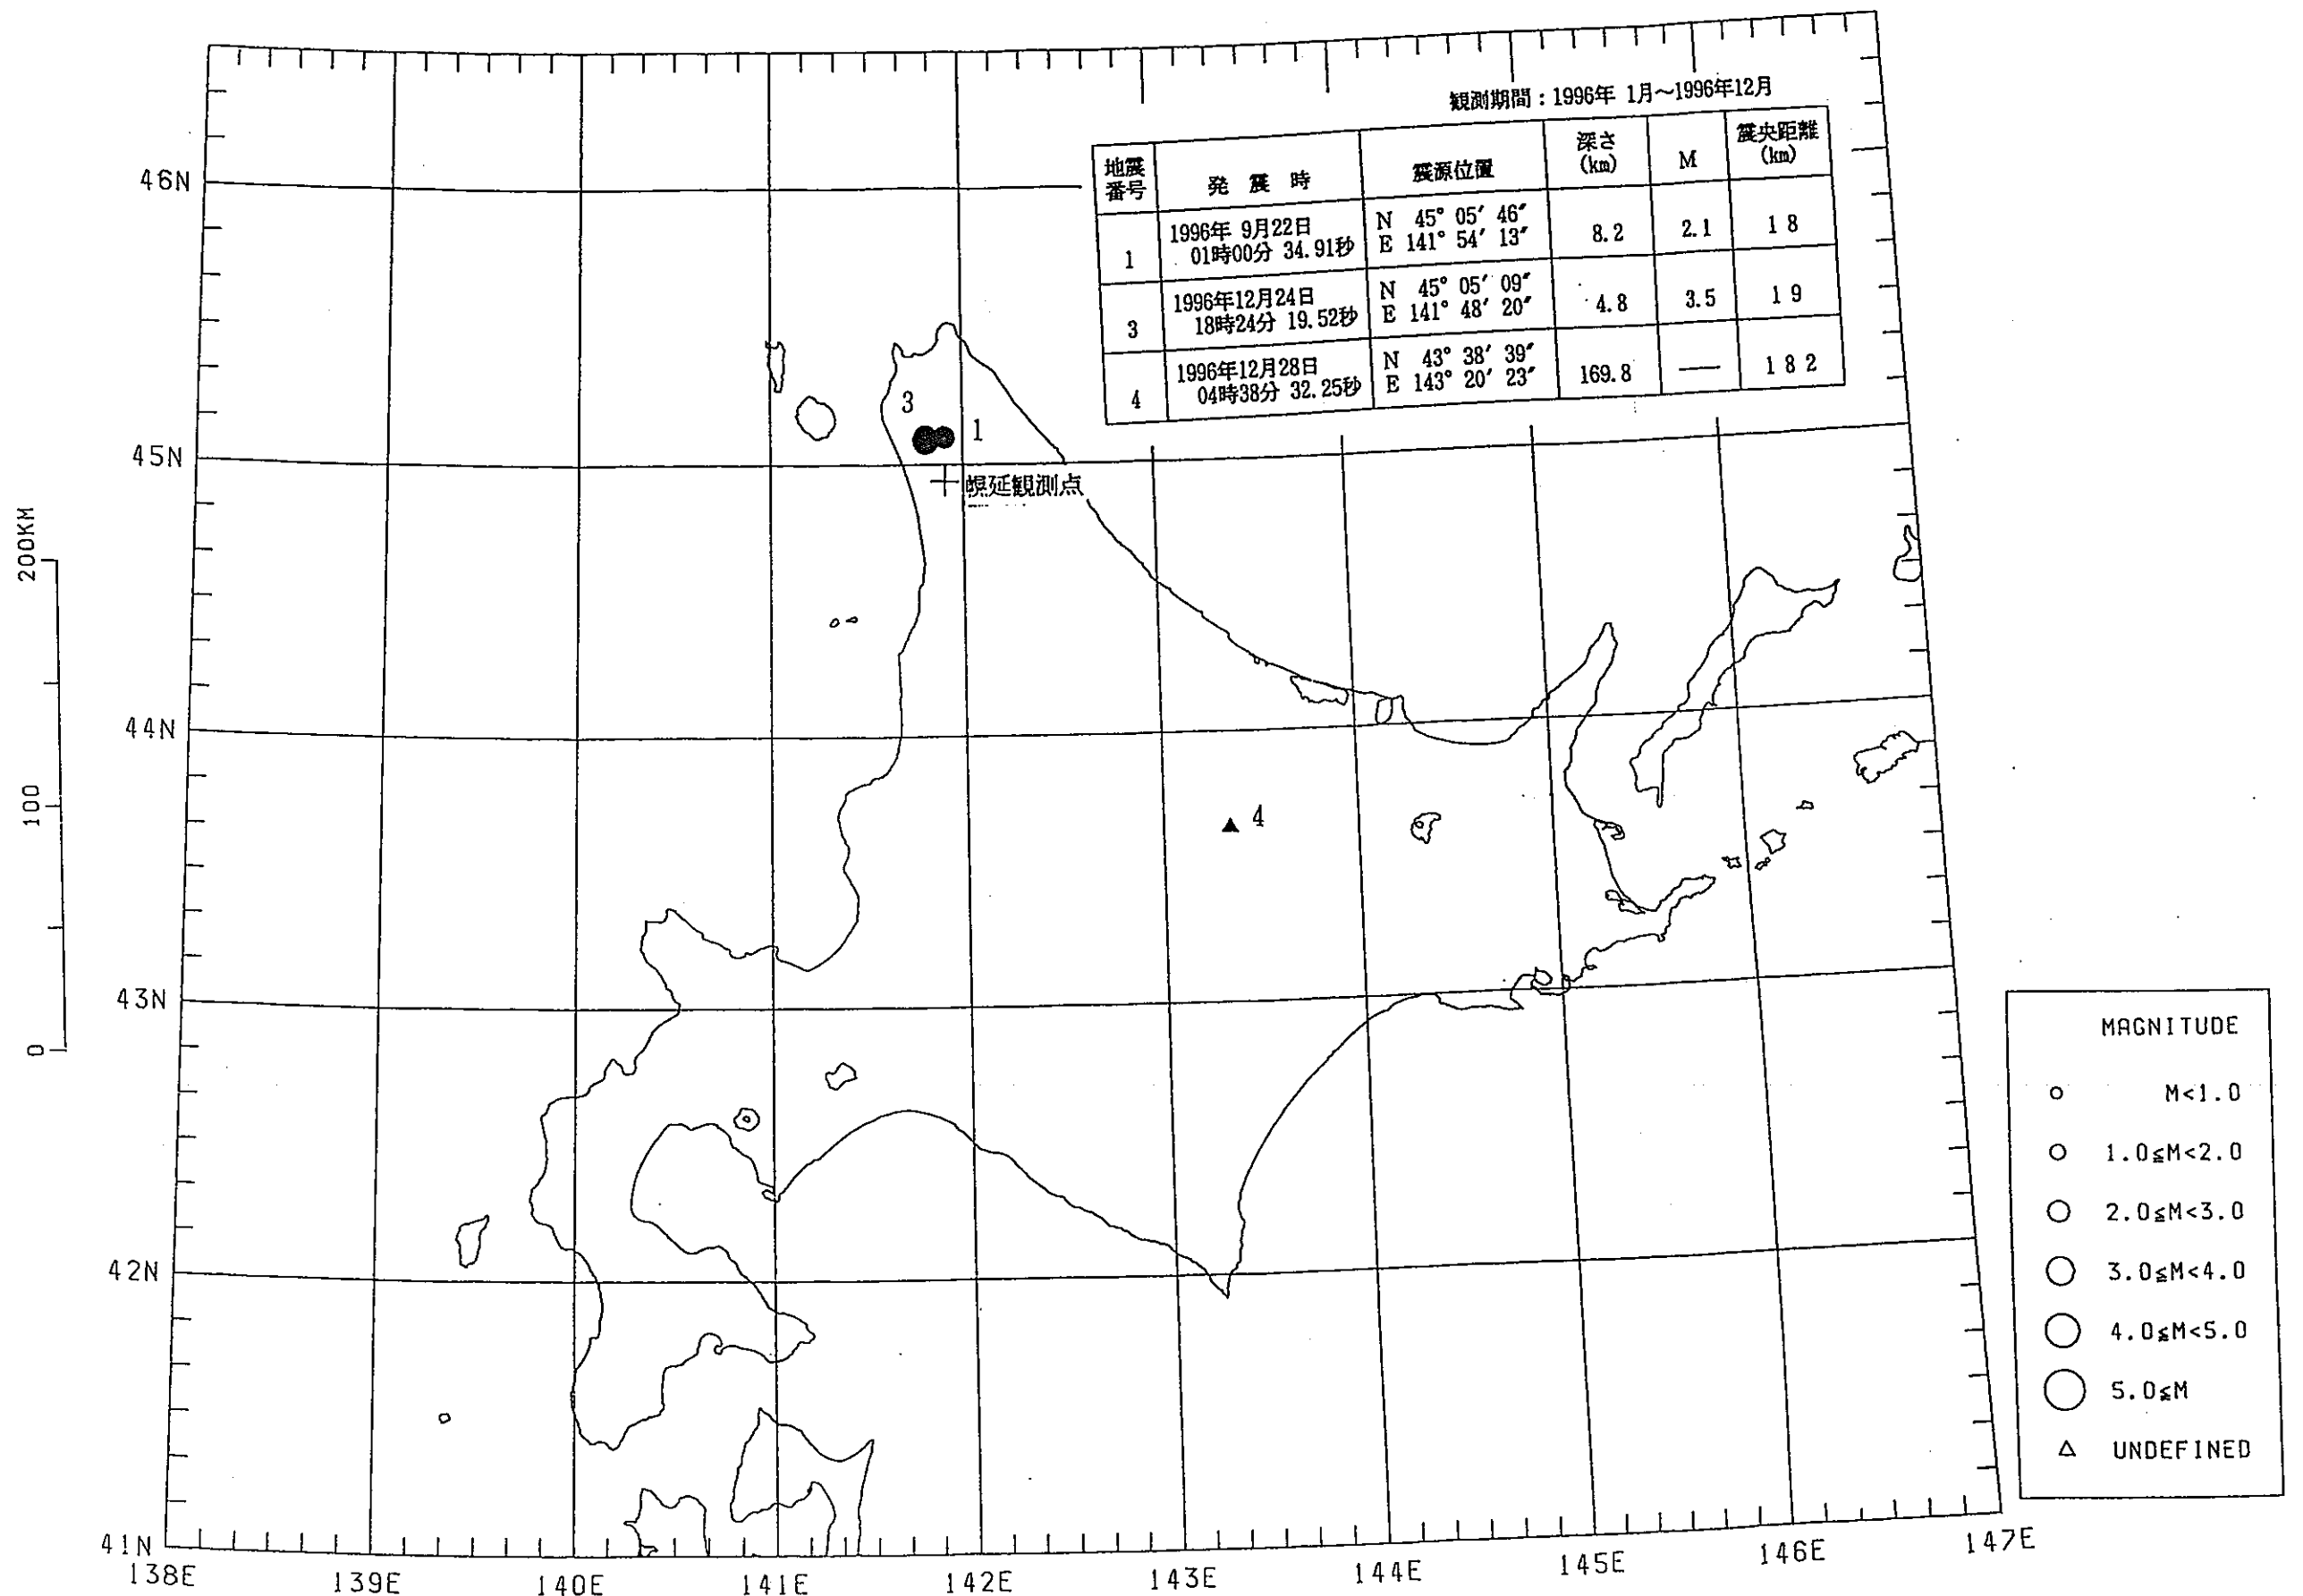 観測期間：1996年 1月～1996年12月
地震番号 発 震 時 震源位置 深さ(km) M 震央距離(km)
1 1996年 9月22日 01時00分 34.91秒 N 45° 05′ 46″ E 141° 54′ 13″ 8.2 2.1 18
3 1996年12月24日 18時24分 19.52秒 N 45° 05′ 09″ E 141° 48′ 20″ 4.8 3.5 19
4 1996年12月28日 04時38分 32.25秒 N 43° 38′ 39″ E 143° 20′ 23″ 169.8 ── 182
46N
3
1
45N
幌延観測点
200KM
44N
100
4
43N
0
42N
41N
138E 139E 140E 141E 142E 143E 144E 145E 146E 147E
MAGNITUDE
M<1.0
1.0≦M<2.0
2.0≦M<3.0
3.0≦M<4.0
4.0≦M<5.0
5.0≦M
UNDEFINED